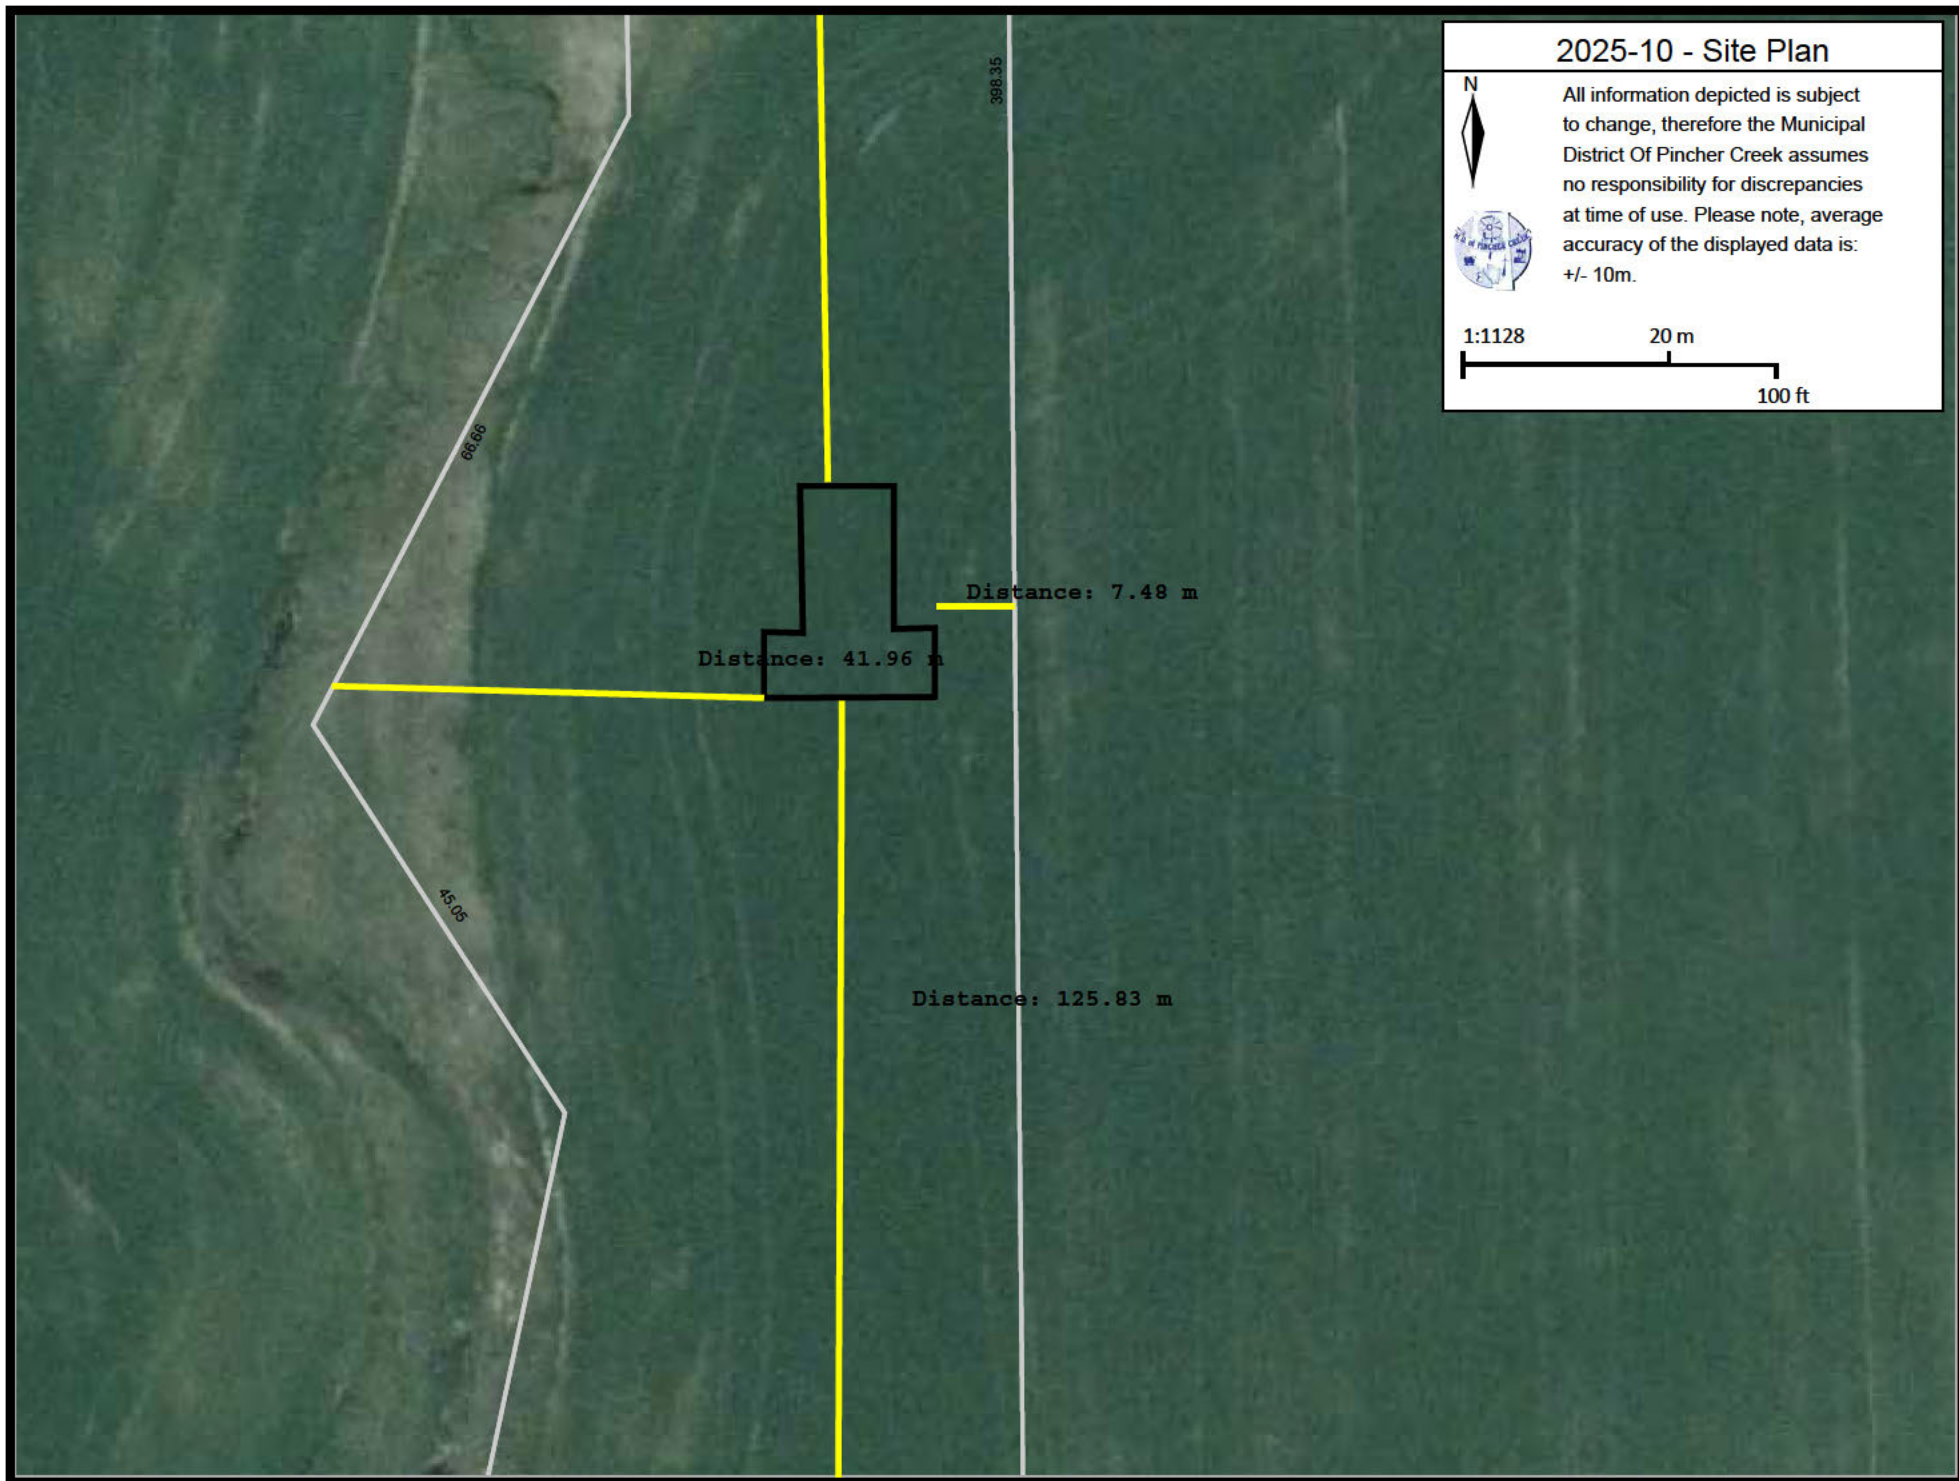 2025-10 - Site Plan
N
All information depicted is subject
to change, therefore the Municipal
District Of Pincher Creek assumes
no responsibility for discrepancies
at time of use. Please note, average
accuracy of the displayed data is:
+/- 10m.
1:1128
20 m
100 ft
398.35
66.66
Distance: 7.48 m
Distance: 41.96 m
45.05
Distance: 125.83 m